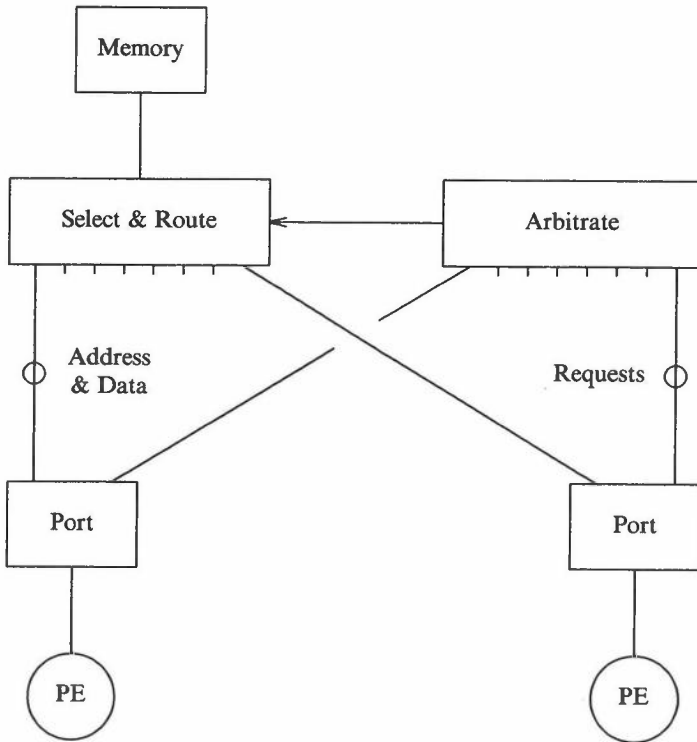 Memory
Select & Route
Arbitrate
Address
& Data
Requests
Port
Port
PE
PE